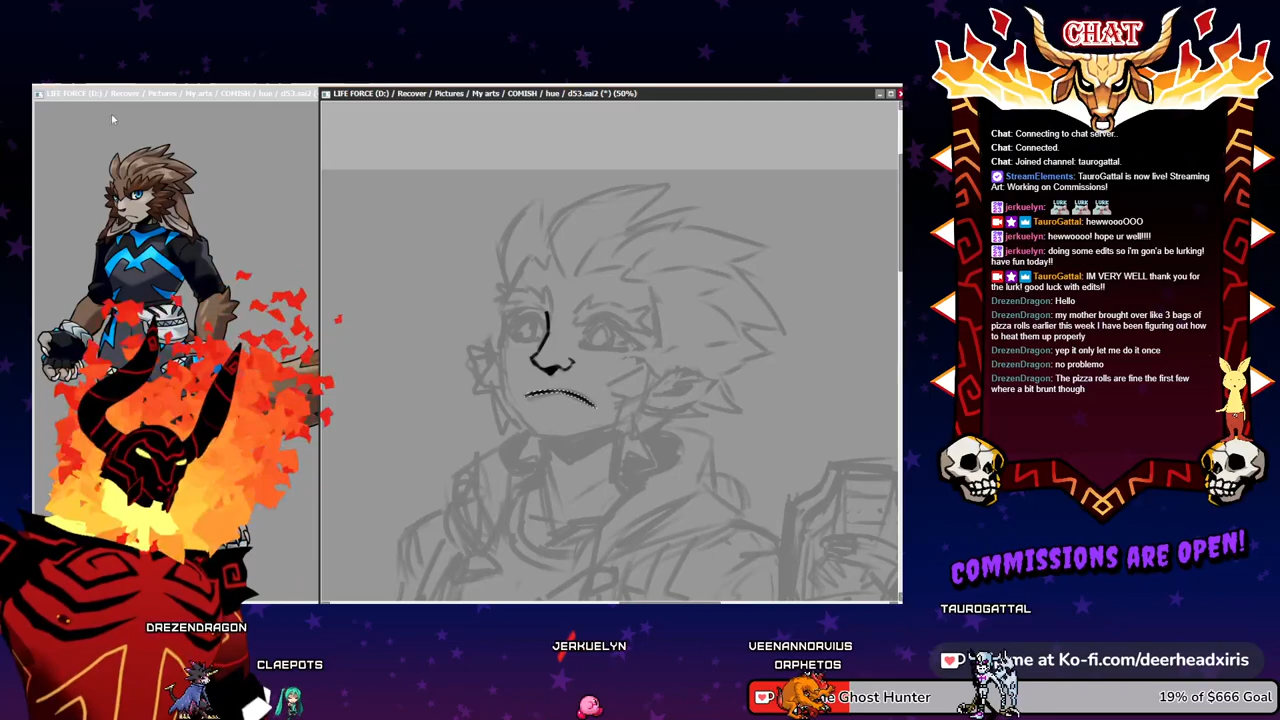 CHAT
LIFE FORCE (D:) / Recover / Pictures / My arts / COMISH / hue / d53.sai2 (
LIFE FORCE (D:) / Recover / Pictures / My arts / COMISH / hue / d53.sai2 (*) (50%)
Chat: Connecting to chat server..
Chat: Connected.
Chat: Joined channel: taurogattal.
StreamElements: TauroGattal is now live! Streaming
Art: Working on Commissions!
jerkuelyn: LURK LURK LURK
TauroGattal: hewwoooOOO
jerkuelyn: hewwoooo! hope ur well!!!!
jerkuelyn: doing some edits so i'm gon'a be lurking!
have fun today!!
TauroGattal: IM VERY WELL thank you for
the lurk! good luck with edits!!
DrezenDragon: Hello
DrezenDragon: my mother brought over like 3 bags of
pizza rolls earlier this week I have been figuring out how
to heat them up properly
DrezenDragon: yep it only let me do it once
DrezenDragon: no problemo
DrezenDragon: The pizza rolls are fine the first few
where a bit brunt though
COMMISSIONS ARE OPEN!
TAUROGATTAL
DREZENDRAGON
CLAEPOTS
JERKUELYN
VEENANNORVIUS
ORPHETOS
me at Ko-fi.com/deerheadxiris
Ghost Hunter
19% of $666 Goal